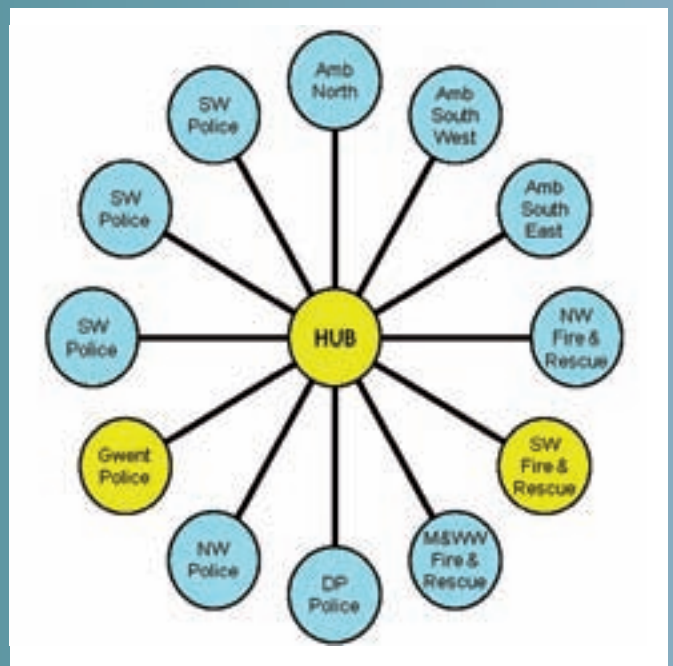 Amb
North
Amb
South
West
Amb
South
East
NW
Fire &
Rescue
SW
Fire &
Rescue
M&WW
Fire &
Rescue
DP
Police
NW
Police
Gwent
Police
SW
Police
SW
Police
SW
Police
HUB